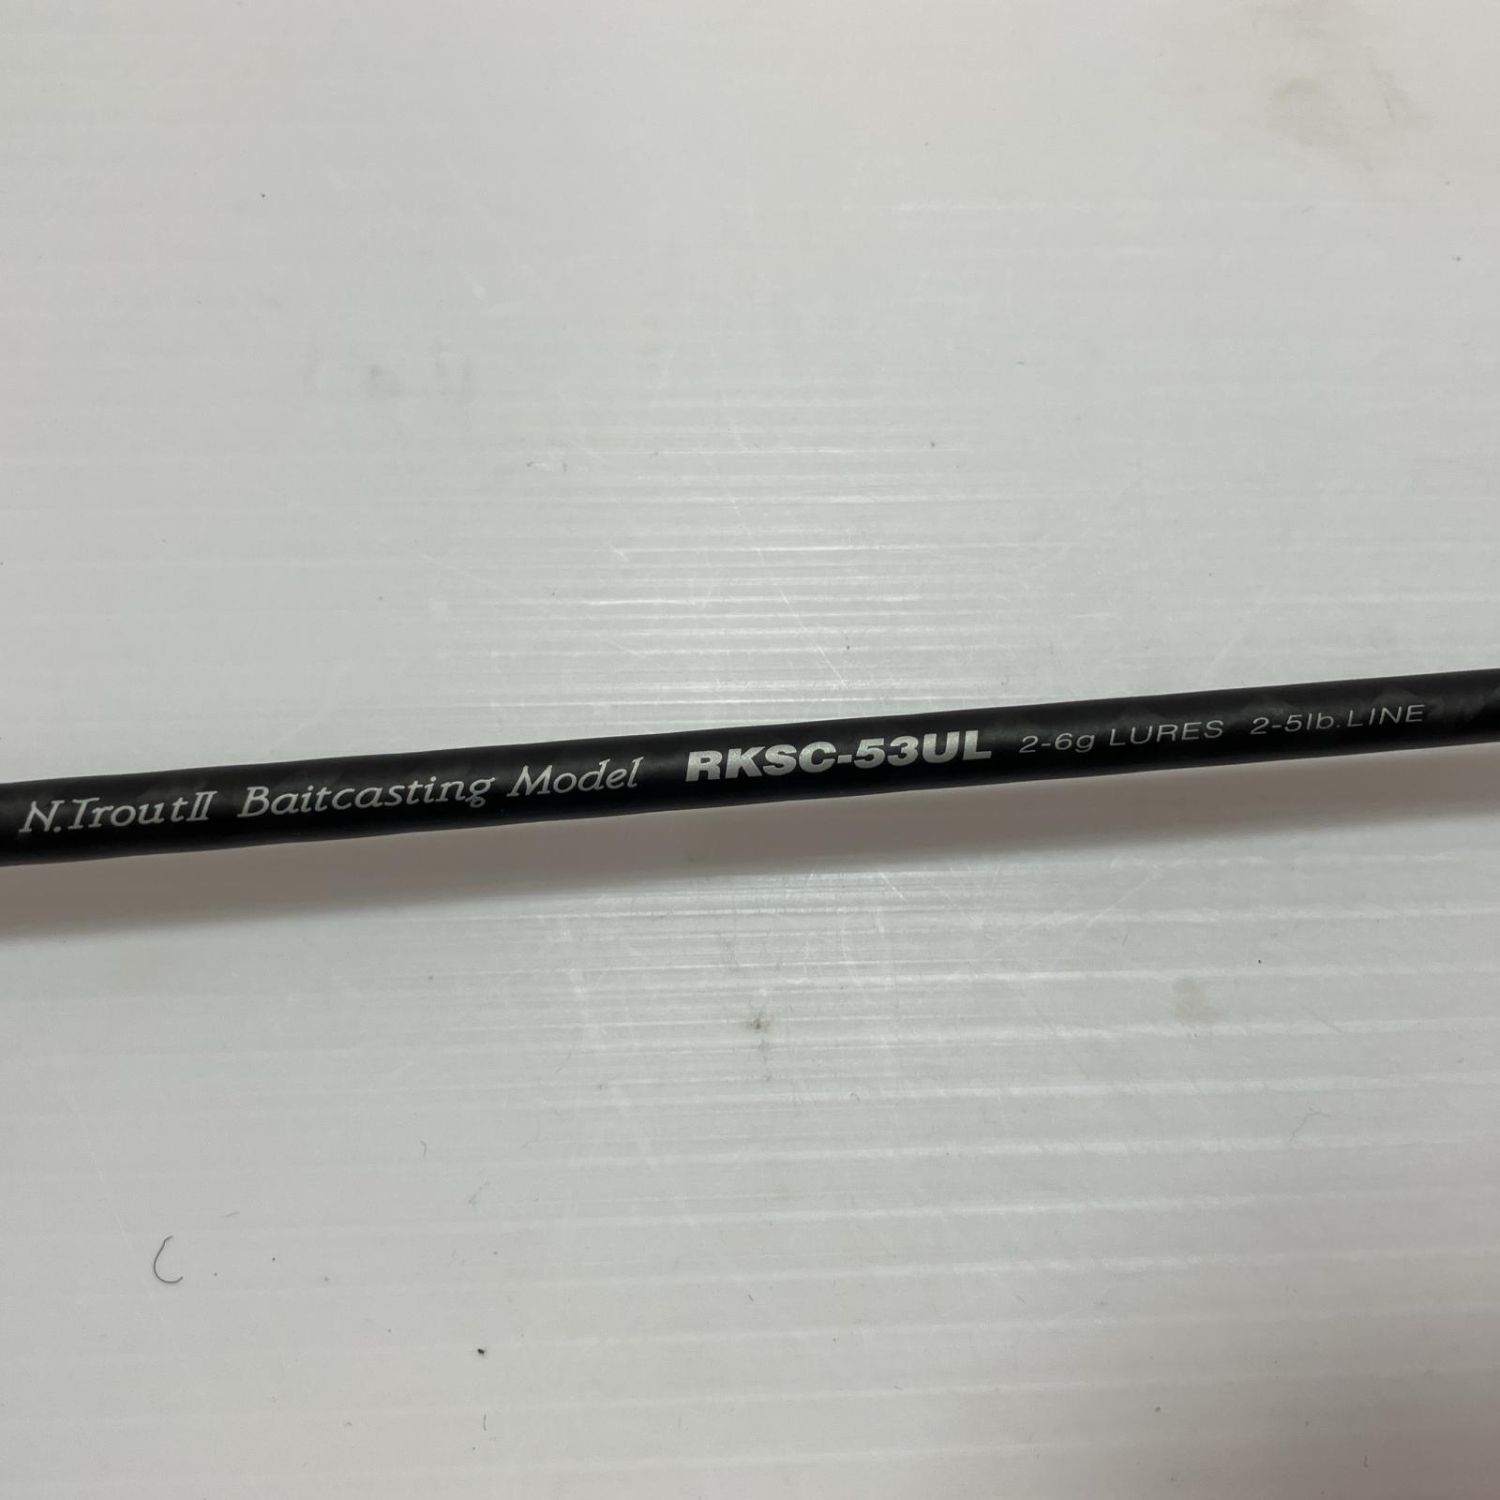 N.TroutII Baitcasting Model RKSC-53UL 2-6g LURES 2-5lb.LINE